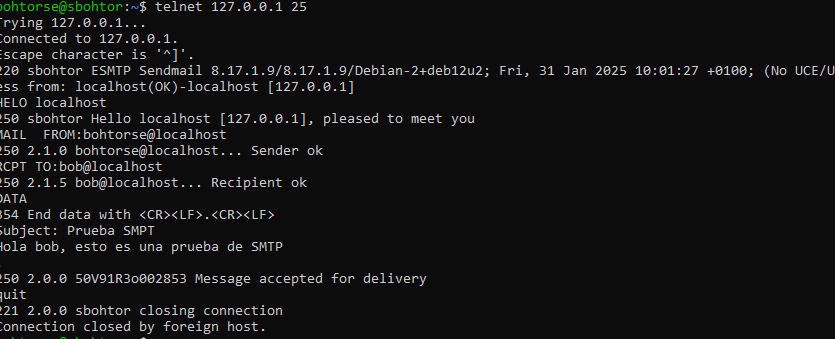 bohtorse@sbohtor:~$ telnet 127.0.0.1 25
Trying 127.0.0.1...
Connected to 127.0.0.1.
Escape character is '^]'.
220 sbohtor ESMTP Sendmail 8.17.1.9/8.17.1.9/Debian-2+deb12u2; Fri, 31 Jan 2025 10:01:27 +0100; (No UCE/U
ess from: localhost(OK)-localhost [127.0.0.1]
HELO localhost
250 sbohtor Hello localhost [127.0.0.1], pleased to meet you
MAIL  FROM:bohtorse@localhost
250 2.1.0 bohtorse@localhost... Sender ok
RCPT TO:bob@localhost
250 2.1.5 bob@localhost... Recipient ok
DATA
354 End data with <CR><LF>.<CR><LF>
Subject: Prueba SMPT
Hola bob, esto es una prueba de SMTP
.
250 2.0.0 50V91R3o002853 Message accepted for delivery
quit
221 2.0.0 sbohtor closing connection
Connection closed by foreign host.